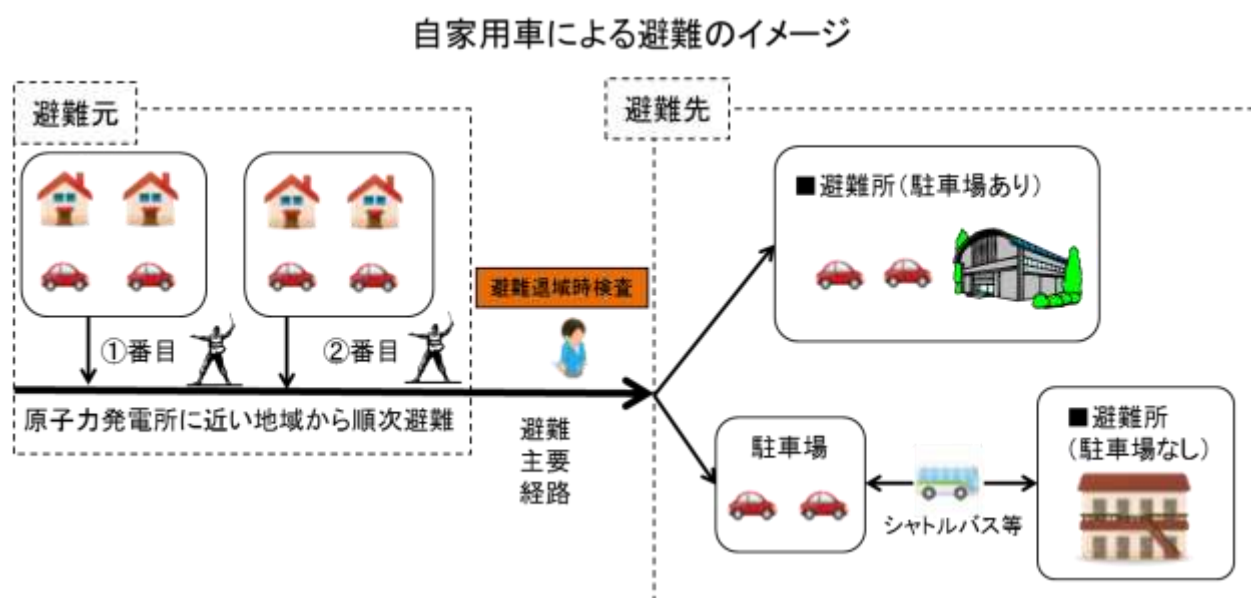 自家用車による避難のイメージ
避難元
避難先
■避難所(駐車場あり)
避難退域時検査
①番目
②番目
原子力発電所に近い地域から順次避難
避難
主要
経路
駐車場
シャトルバス等
■避難所
(駐車場なし)